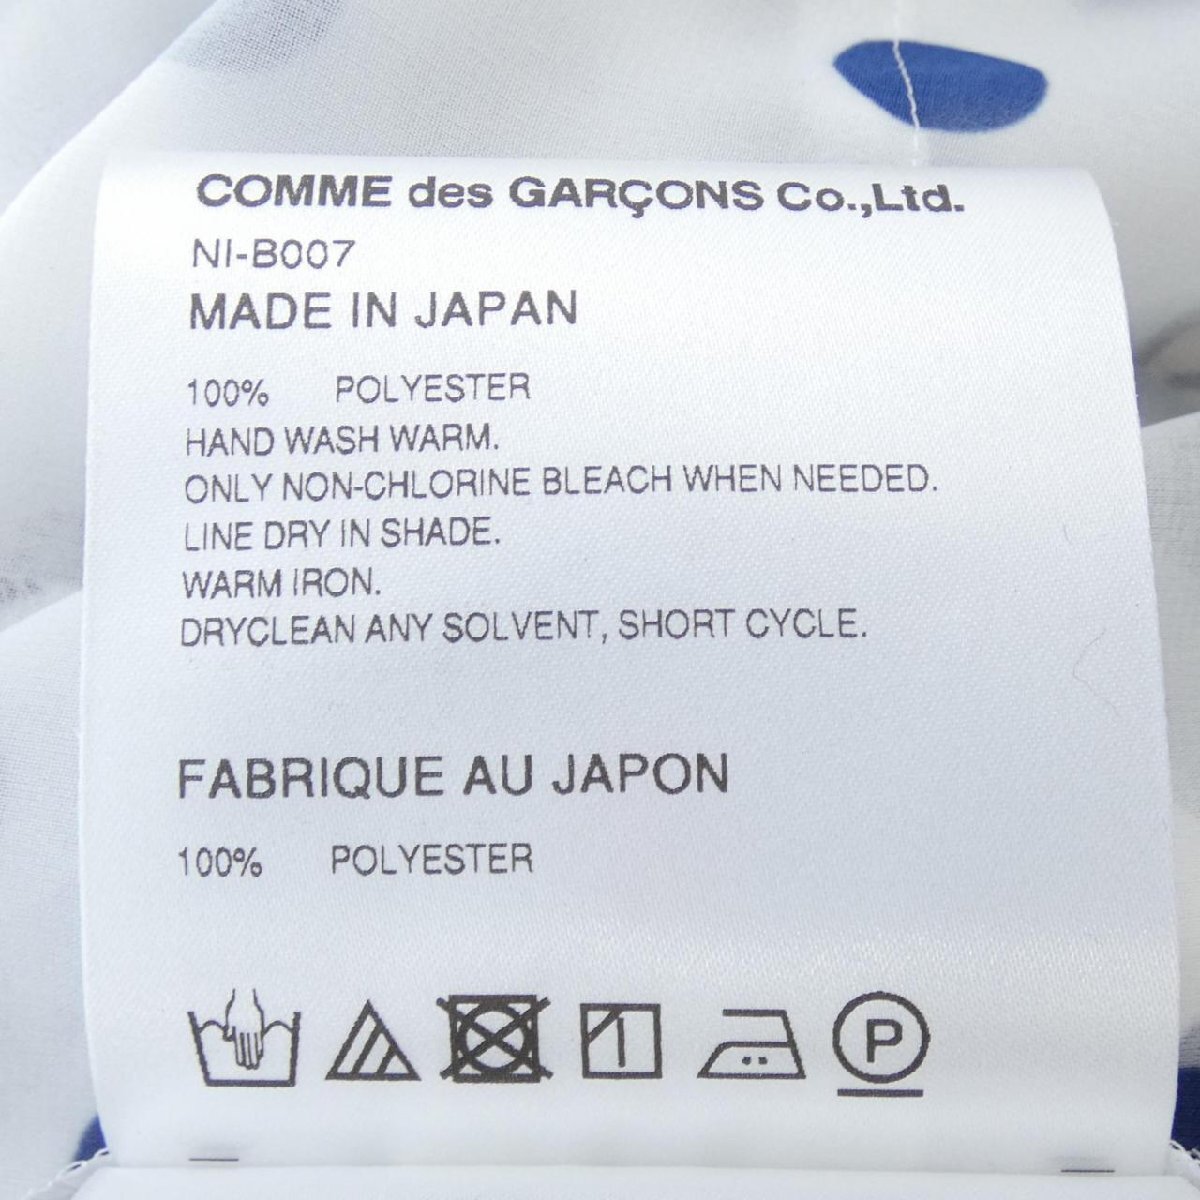 COMME des GARÇONS Co.,Ltd.
NI-B007
MADE IN JAPAN
100% POLYESTER
HAND WASH WARM.
ONLY NON-CHLORINE BLEACH WHEN NEEDED.
LINE DRY IN SHADE.
WARM IRON.
DRYCLEAN ANY SOLVENT, SHORT CYCLE.
FABRIQUE AU JAPON
100% POLYESTER
P